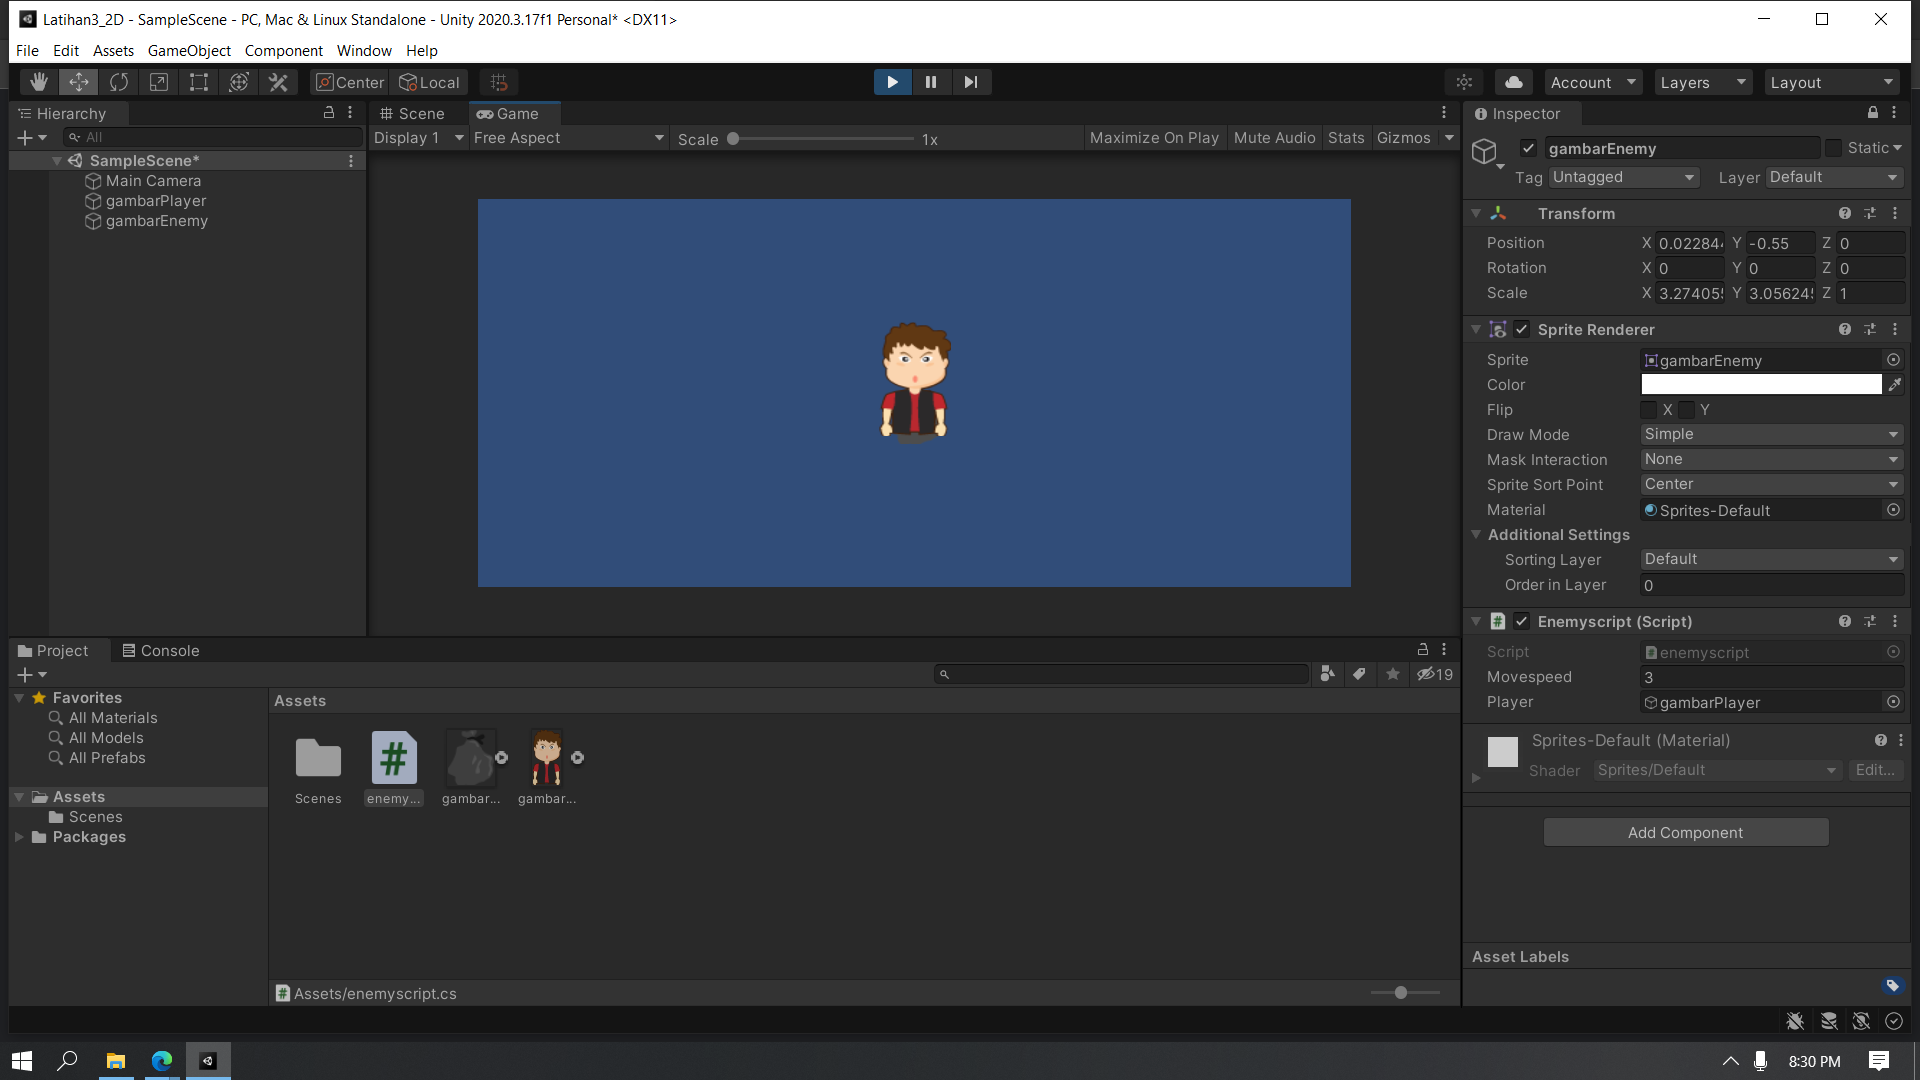 Latihan3_2D - SampleScene - PC, Mac & Linux Standalone - Unity 2020.3.17f1 Personal* <DX11>
File Edit Assets GameObject Component Window Help
Center Local Account Layers Layout
Hierarchy
All
SampleScene*
Main Camera
gambarPlayer
gambarEnemy
Scene Game
Display 1 Free Aspect Scale 1x Maximize On Play Mute Audio Stats Gizmos
Inspector
gambarEnemy Static
Tag Untagged Layer Default
Transform
Position X 0.022844 Y -0.55 Z 0
Rotation X 0 Y 0 Z 0
Scale X 3.274055 Y 3.056245 Z 1
Sprite Renderer
Sprite gambarEnemy
Color
Flip X Y
Draw Mode Simple
Mask Interaction None
Sprite Sort Point Center
Material Sprites-Default
Additional Settings
Sorting Layer Default
Order in Layer 0
Enemyscript (Script)
Script enemyscript
Movespeed 3
Player gambarPlayer
Sprites-Default (Material)
Shader Sprites/Default Edit...
Add Component
Asset Labels
Project Console
19
Favorites
All Materials
All Models
All Prefabs
Assets
Scenes
Packages
Assets
Scenes enemy... gambar... gambar...
Assets/enemyscript.cs
8:30 PM